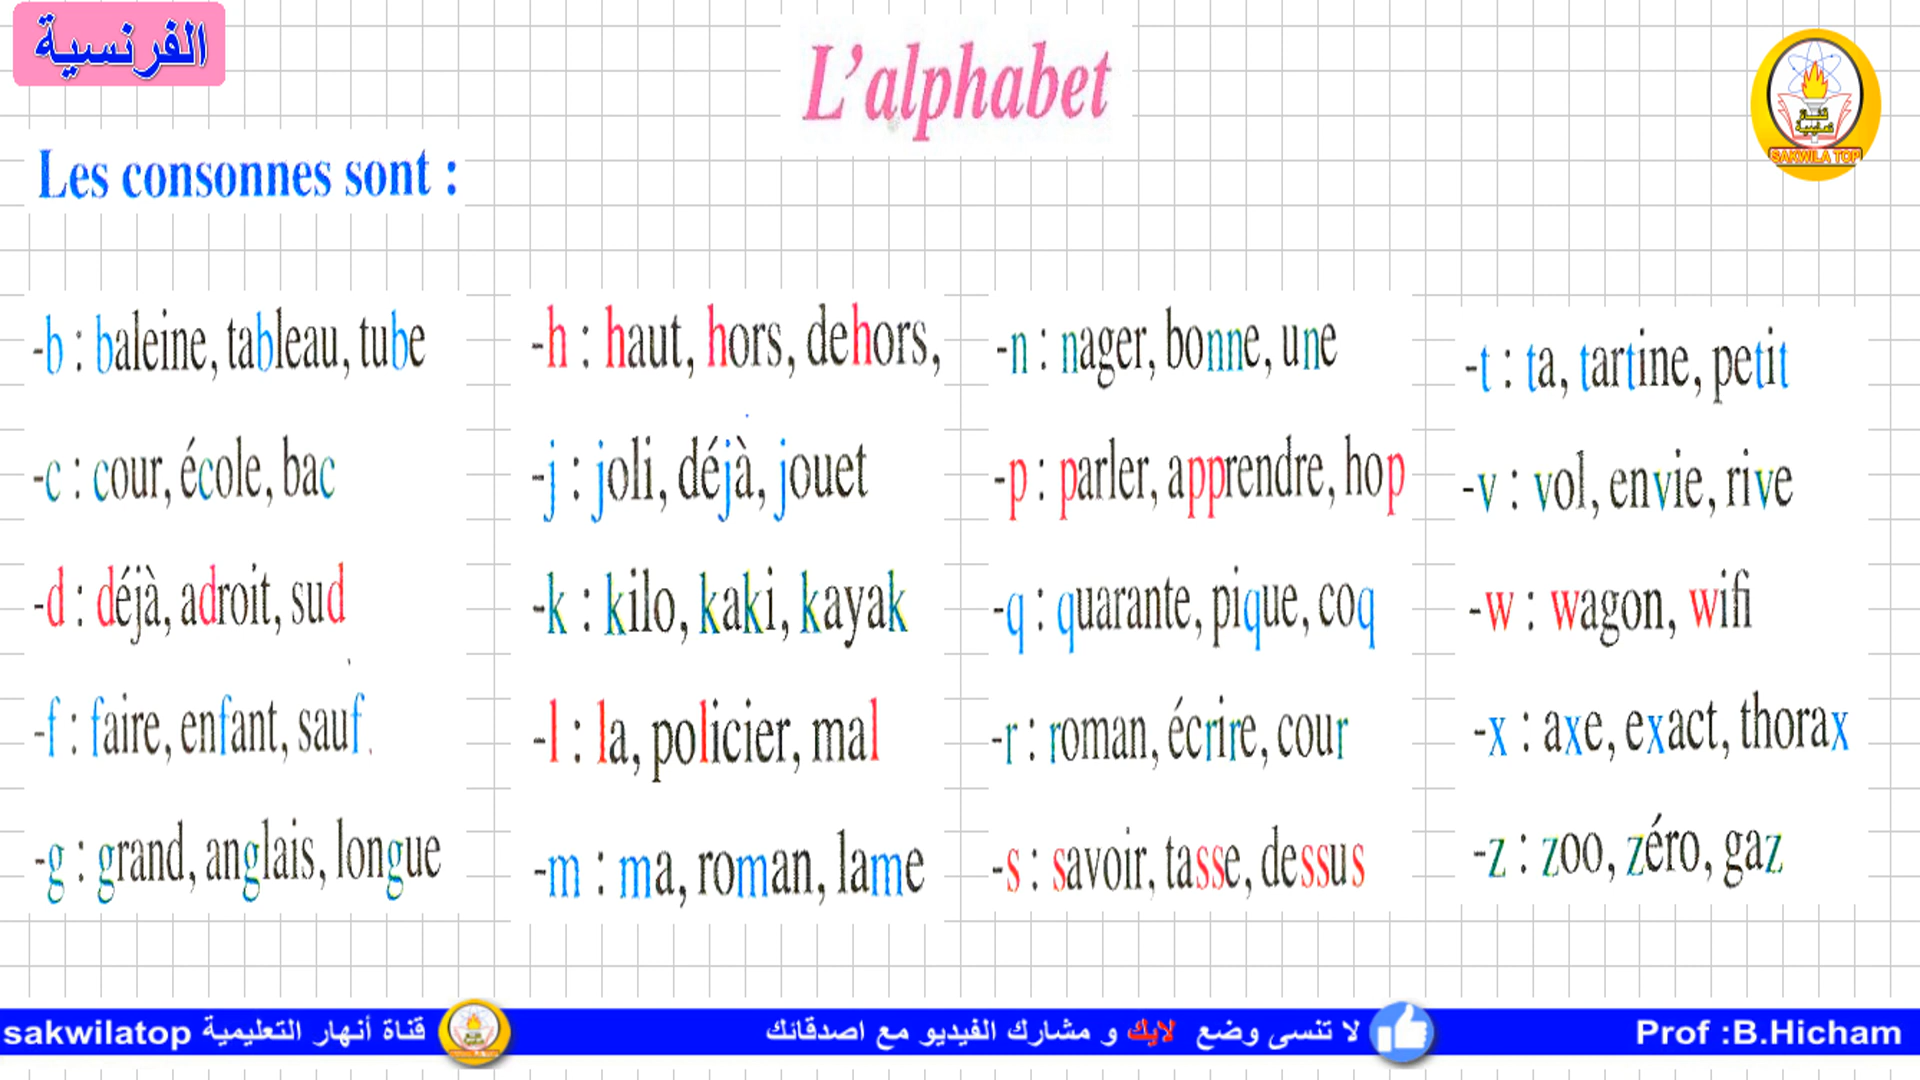 الفرنسية
L'alphabet
قناة
تعليمية
SAKWILA TOP
Les consonnes sont :
-b : baleine, tableau, tube
-c : cour, école, bac
-d : déjà, adroit, sud
-f : faire, enfant, sauf.
-g : grand, anglais, longue
-h : haut, hors, dehors,
-j : joli, déjà, jouet
-k : kilo, kaki, kayak
-l : la, policier, mal
-m : ma, roman, lame
-n : nager, bonne, une
-p : parler, apprendre, hop
-q : quarante, pique, coq
-r : roman, écrire, cour
-s : savoir, tasse, dessus
-t : ta, tartine, petit
-v : vol, envie, rive
-w : wagon, wifi
-x : axe, exact, thorax
-z : zoo, zéro, gaz
قناة أنهار التعليمية sakwilatop
لا تنسى وضع لايك و مشارك الفيديو مع اصدقائك
Prof :B.Hicham